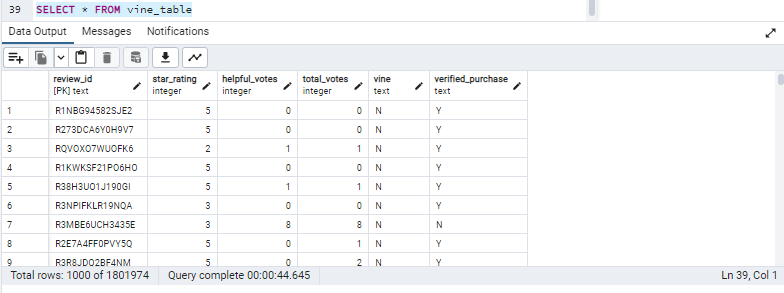 39 SELECT * FROM vine_table
Data Output Messages Notifications
review_id star_rating helpful_votes total_votes vine verified_purchase
[PK] text integer integer integer text text
1 R1NBG94582SJE2 5 0 0 N Y
2 R273DCA6Y0H9V7 5 0 0 N Y
3 RQVOXO7WUOFK6 2 1 1 N Y
4 R1KWKSF21PO6HO 5 0 0 N Y
5 R38H3UO1J190GI 5 1 1 N Y
6 R3NPIFKLR19NQA 3 0 0 N Y
7 R3MBE6UCH3435E 3 8 8 N N
8 R2E7A4FF0PVY5Q 5 0 1 N Y
9 R3R8JDQ2BF4NM 5 0 2 N Y
Total rows: 1000 of 1801974 Query complete 00:00:44.645 Ln 39, Col 1